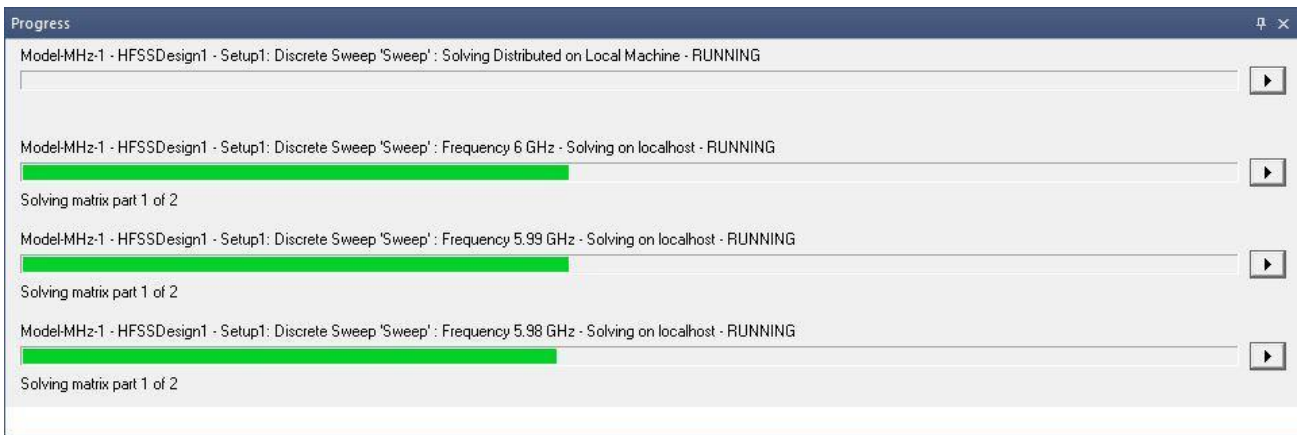 Progress
Model-MHz-1 - HFSSDesign1 - Setup1: Discrete Sweep 'Sweep' : Solving Distributed on Local Machine - RUNNING
Model-MHz-1 - HFSSDesign1 - Setup1: Discrete Sweep 'Sweep' : Frequency 6 GHz - Solving on localhost - RUNNING
Solving matrix part 1 of 2
Model-MHz-1 - HFSSDesign1 - Setup1: Discrete Sweep 'Sweep' : Frequency 5.99 GHz - Solving on localhost - RUNNING
Solving matrix part 1 of 2
Model-MHz-1 - HFSSDesign1 - Setup1: Discrete Sweep 'Sweep' : Frequency 5.98 GHz - Solving on localhost - RUNNING
Solving matrix part 1 of 2